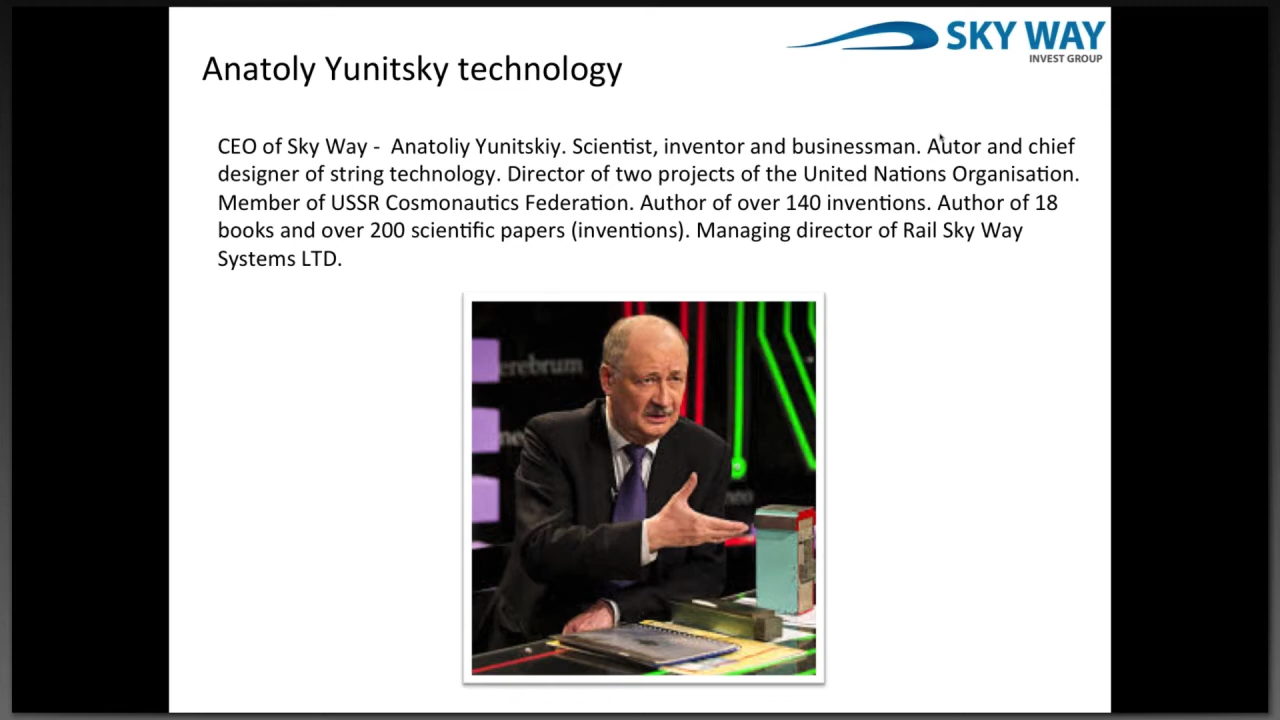 SKY WAY
INVEST GROUP
Anatoly Yunitsky technology
CEO of Sky Way - Anatoliy Yunitskiy. Scientist, inventor and businessman. Autor and chief
designer of string technology. Director of two projects of the United Nations Organisation.
Member of USSR Cosmonautics Federation. Author of over 140 inventions. Author of 18
books and over 200 scientific papers (inventions). Managing director of Rail Sky Way
Systems LTD.
erebrum